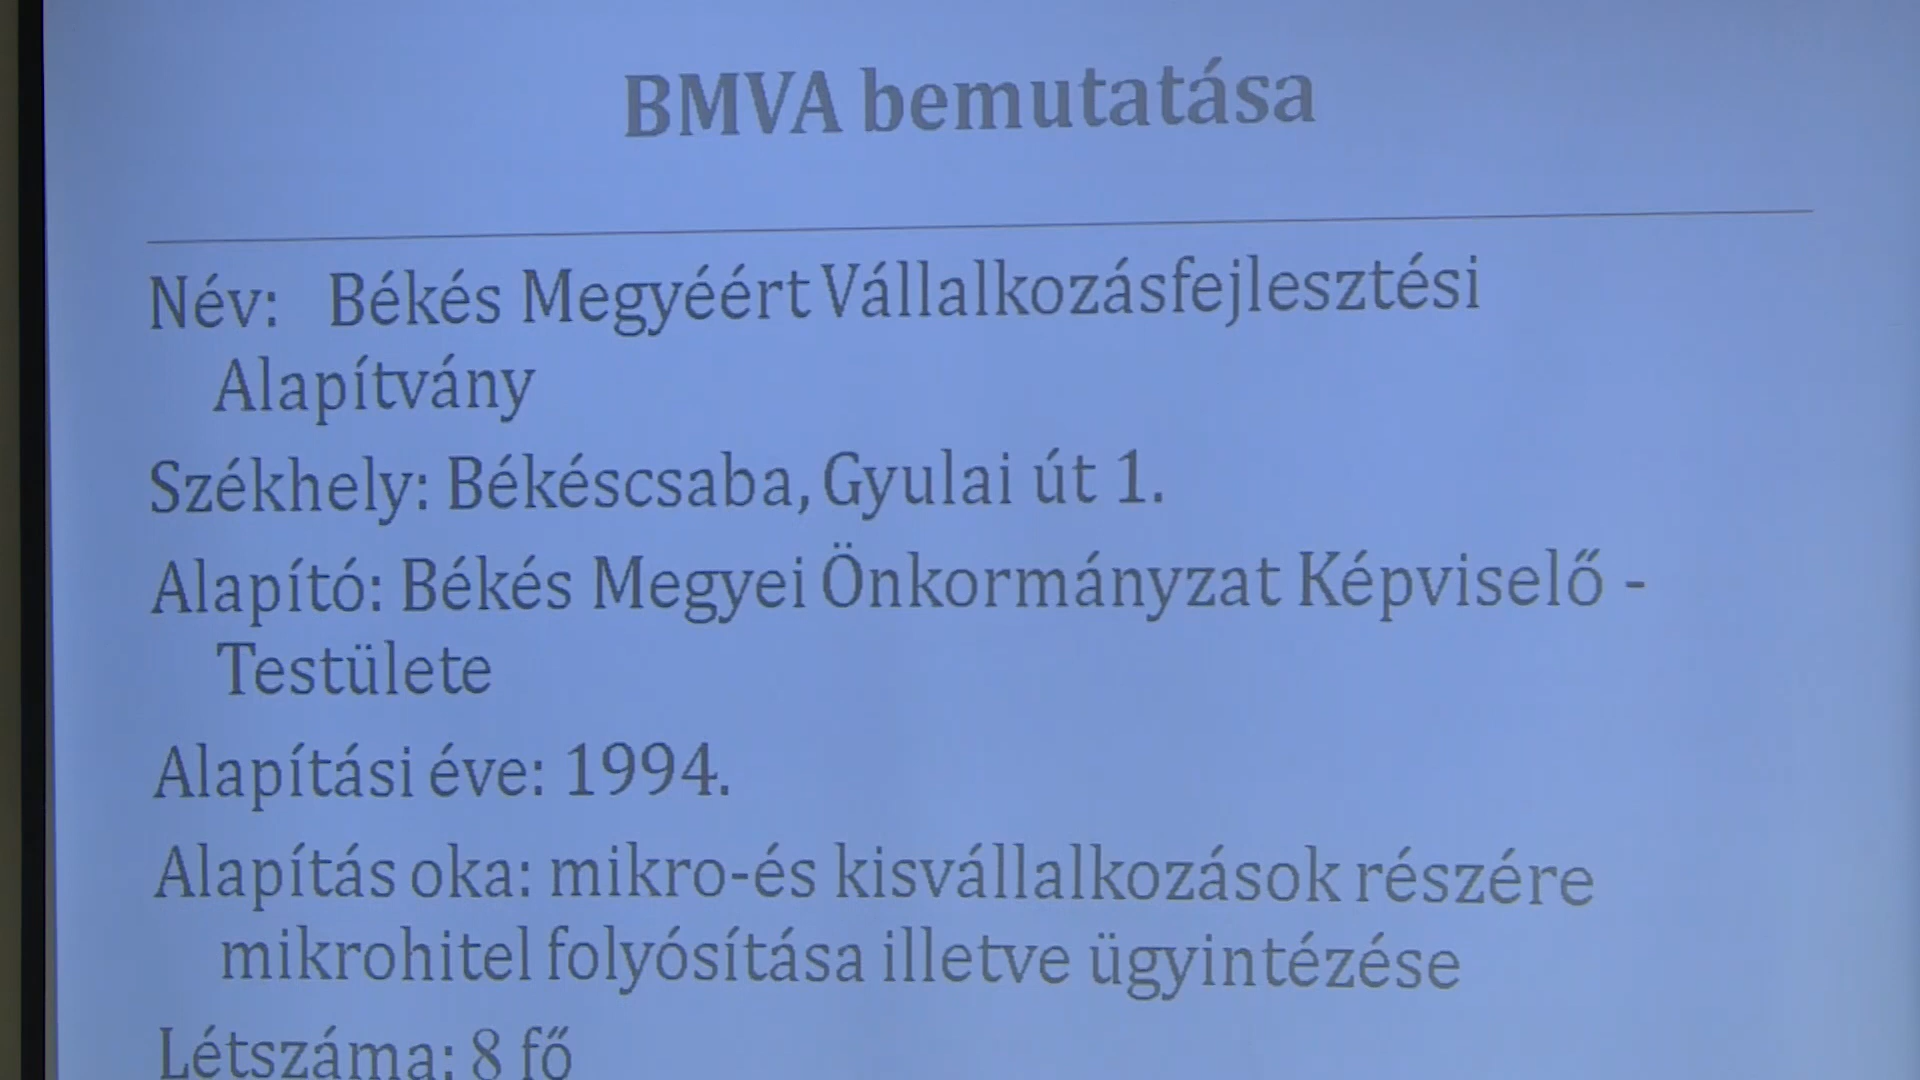 BMVA bemutatása
Név: Békés Megyéért Vállalkozásfejlesztési
Alapítvány
Székhely: Békéscsaba, Gyulai út 1.
Alapító: Békés Megyei Önkormányzat Képviselő -
Testülete
Alapítási éve: 1994.
Alapítás oka: mikro-és kisvállalkozások részére
mikrohitel folyósítása illetve ügyintézése
Létszáma: 8 fő